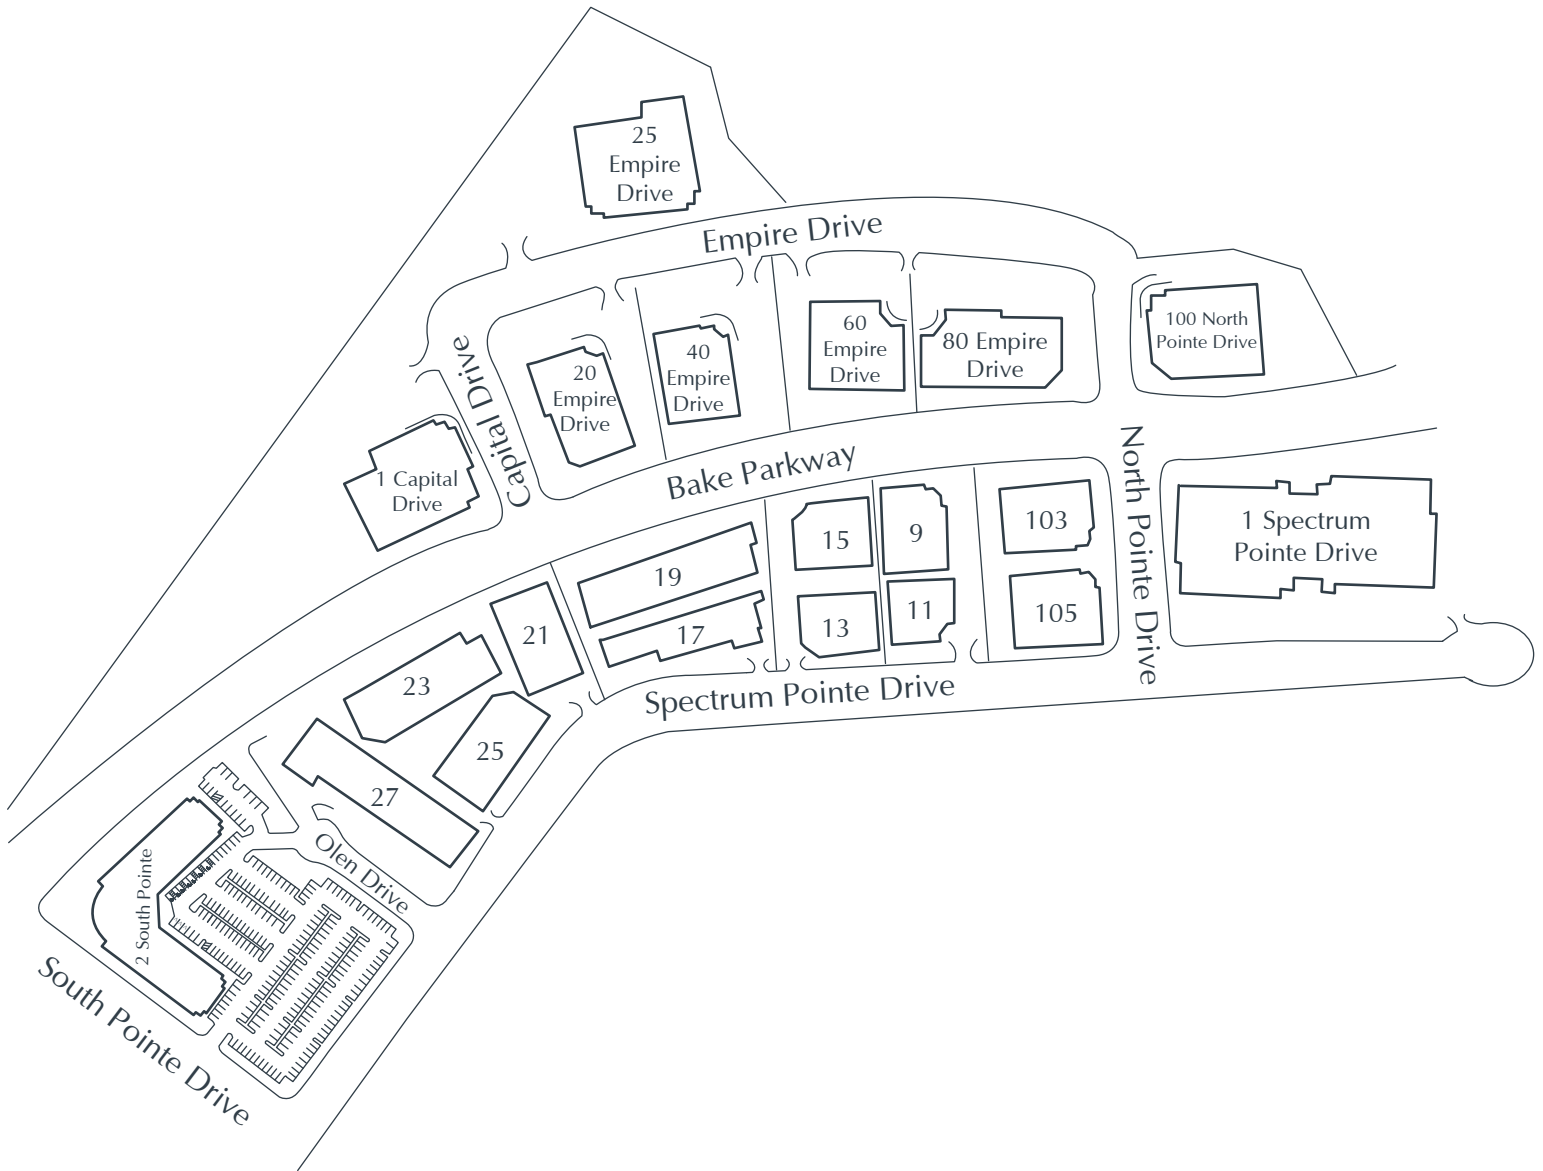 25
Empire
Drive
Empire Drive
100 North
Pointe Drive
60
Empire
Drive
80 Empire
Drive
40
Empire
Drive
20
Empire
Drive
Capital Drive
1 Capital
Drive
Bake Parkway
North Pointe Drive
1 Spectrum
Pointe Drive
103
9
15
19
11
105
13
17
21
23
Spectrum Pointe Drive
25
27
Olen Drive
2 South Pointe
South Pointe Drive